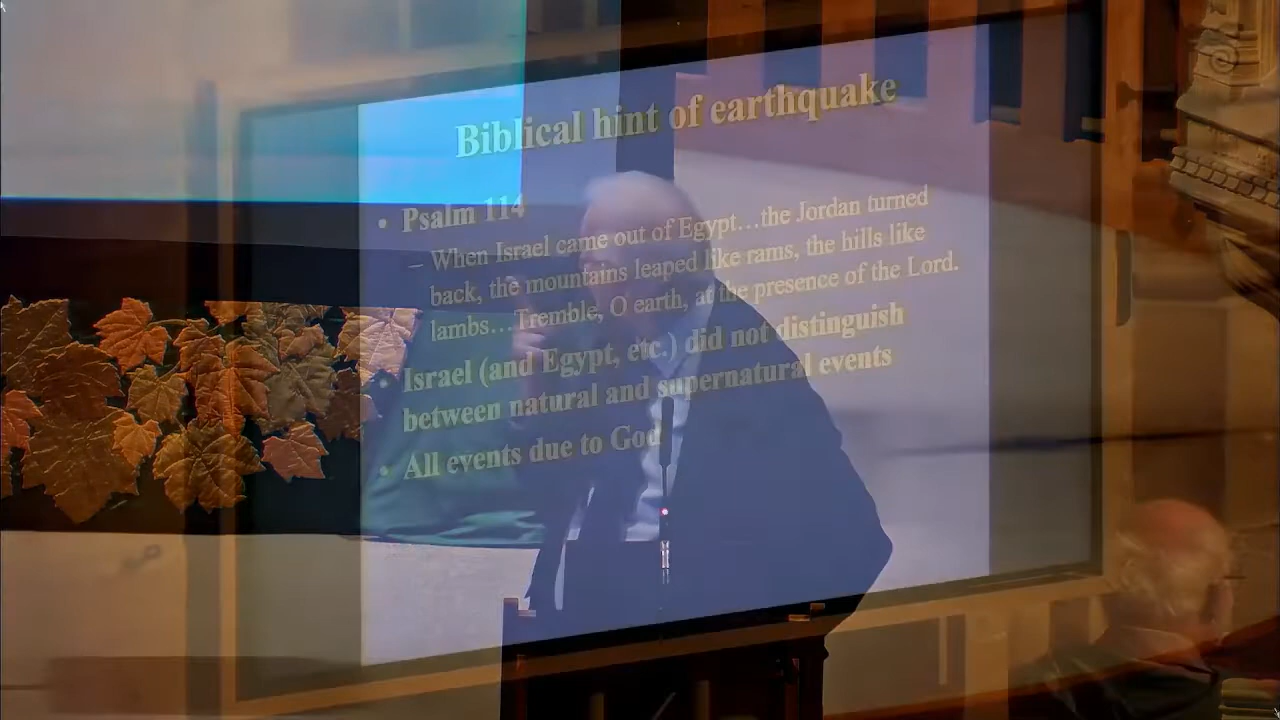 Biblical hint of earthquake
• Psalm 114
– When Israel came out of Egypt…the Jordan turned
back, the mountains leaped like rams, the hills like
lambs…Tremble, O earth, at the presence of the Lord.
• Israel (and Egypt, etc.) did not distinguish
between natural and supernatural events
• All events due to God